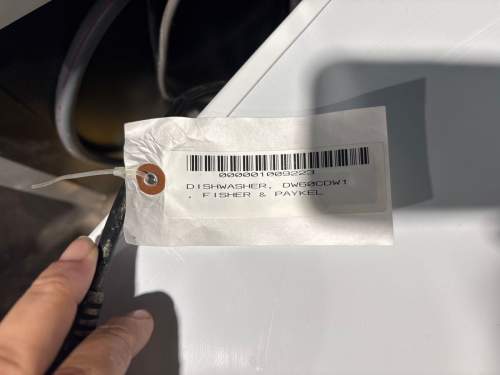 000001009223
DISHWASHER, DW60CDW1
, FISHER & PAYKEL